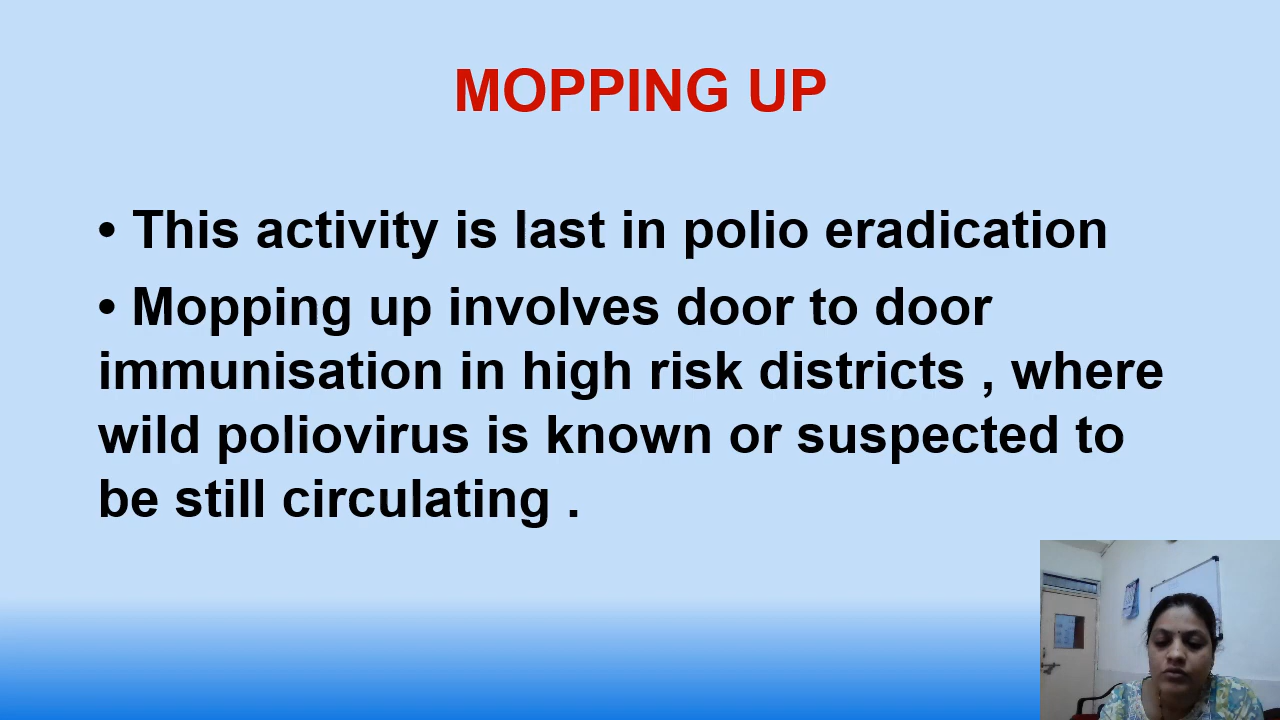 MOPPING UP
• This activity is last in polio eradication
• Mopping up involves door to door
immunisation in high risk districts , where
wild poliovirus is known or suspected to
be still circulating .